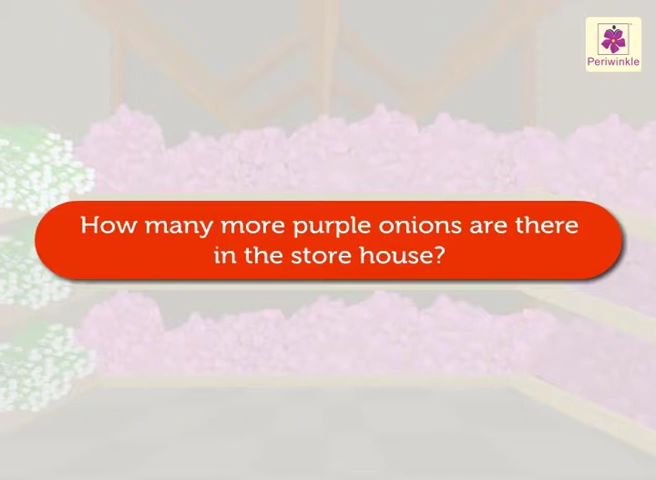 Periwinkle
How many more purple onions are there
in the store house?